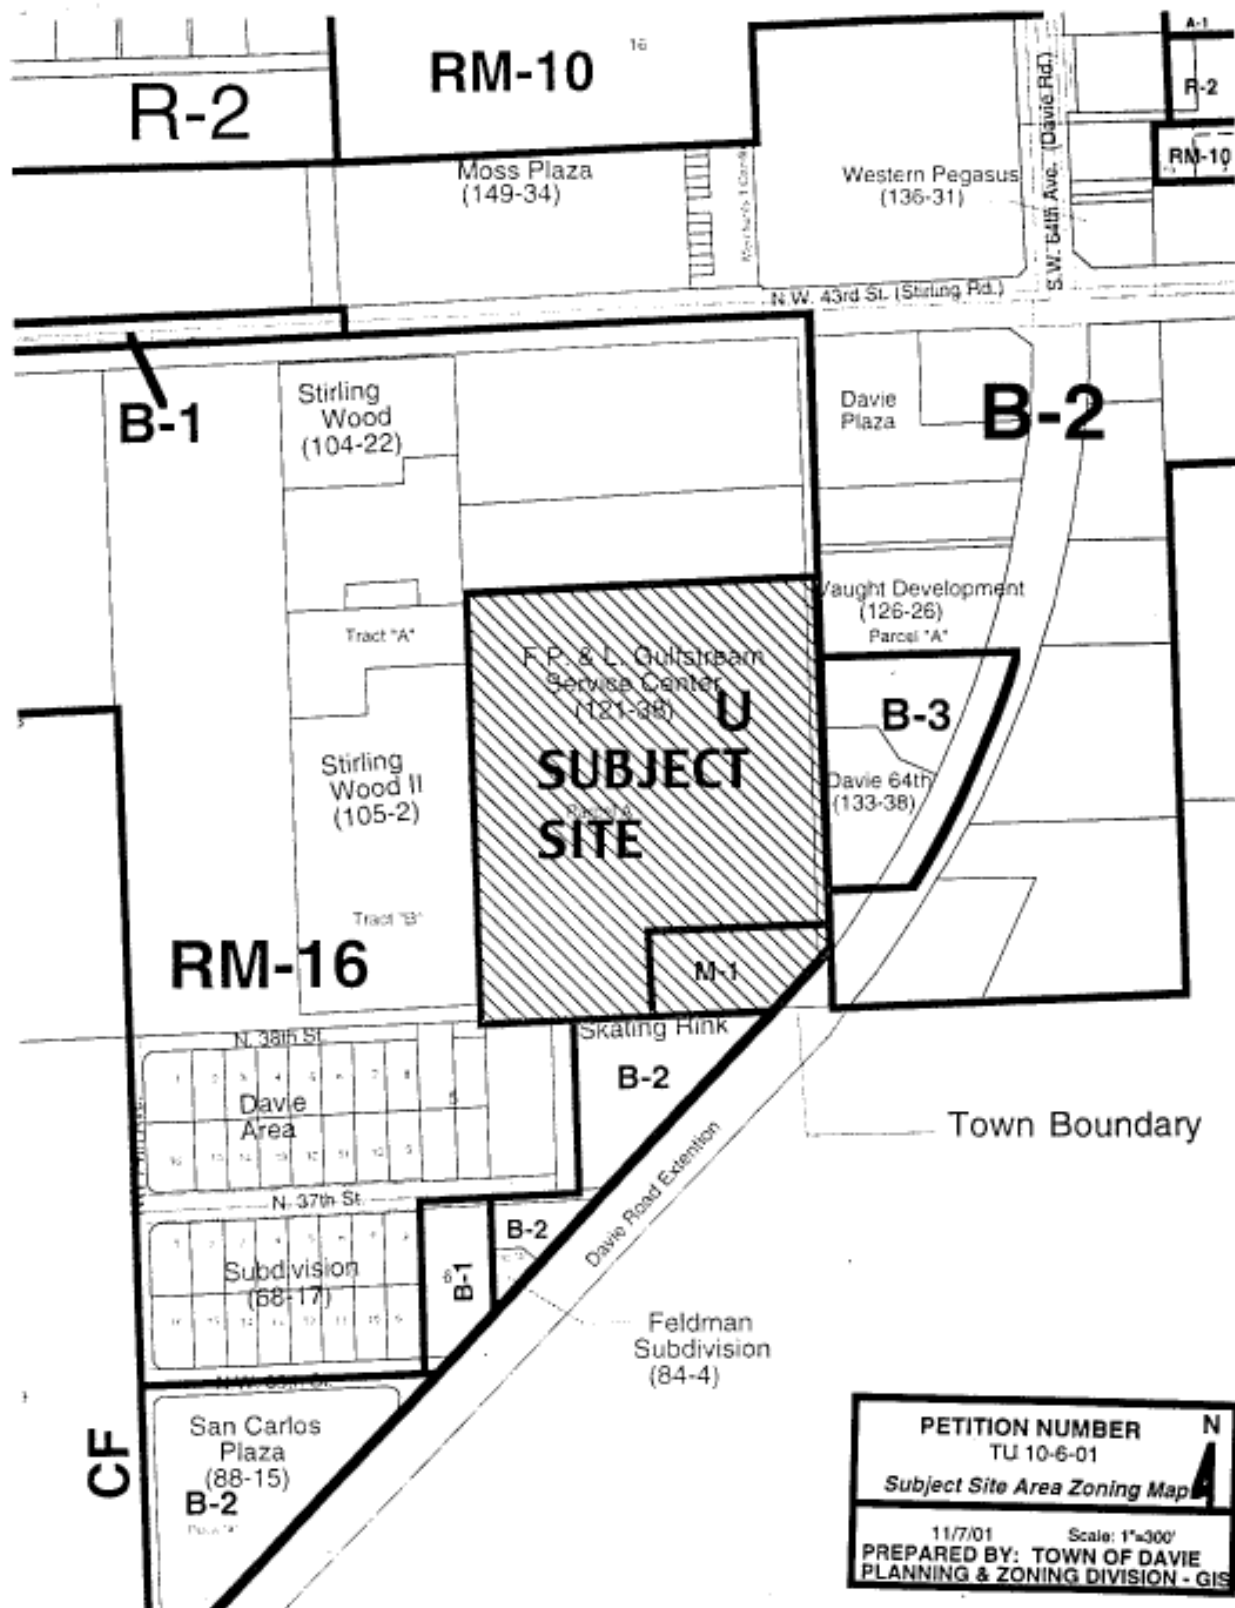 A-1
16
RM-10
R-2
R-2
RM-10
Moss Plaza
(149-34)
Western Pegasus
(136-31)
S.W. 64th Ave. (Davie Rd.)
N.W. 43rd St. (Stirling Rd.)
B-1
Stirling
Wood
(104-22)
Davie
Plaza
B-2
Vaught Development
(126-26)
Parcel "A"
Tract "A"
F.P. & L. Gulfstream
Service Center
(121-38)
U
SUBJECT
SITE
Parcel A
B-3
Davie 64th
(133-38)
Stirling
Wood II
(105-2)
Tract "B"
RM-16
M-1
Skating Rink
B-2
N. 38th St.
Davie
Area
Town Boundary
N. 37th St.
Davie Road Extention
B-2
B-1
6
Subdivision
(68-17)
Feldman
Subdivision
(84-4)
San Carlos
Plaza
(88-15)
B-2
CF
PETITION NUMBER
TU 10-6-01
Subject Site Area Zoning Map
N
11/7/01 Scale: 1"=300'
PREPARED BY: TOWN OF DAVIE
PLANNING & ZONING DIVISION - GIS